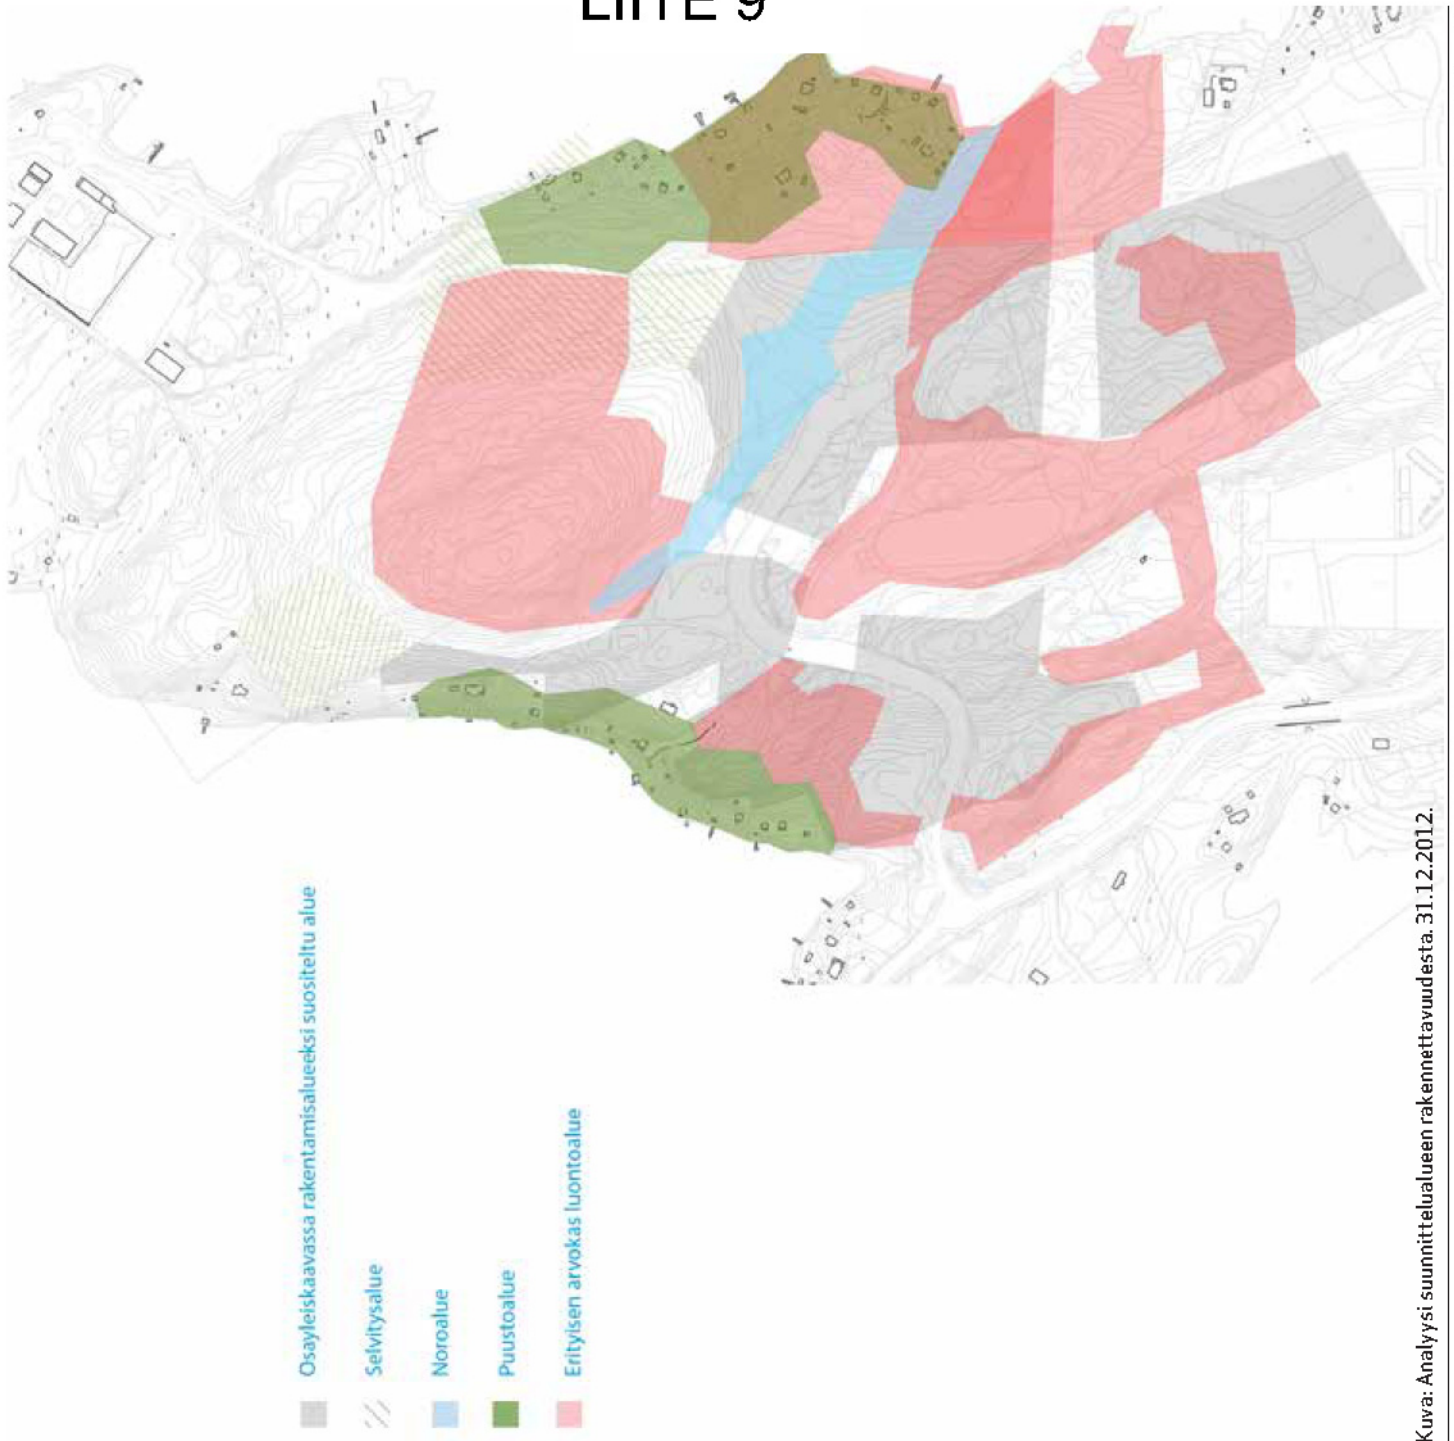 LIITE 9
Osayleiskaavassa rakentamisalueeksi suositeltu alue
Selvitysalue
Noroalue
Puustoalue
Erityisen arvokas luontoalue
Kuva: Analyysi suunnittelualueen rakennettavuudesta. 31.12.2012.